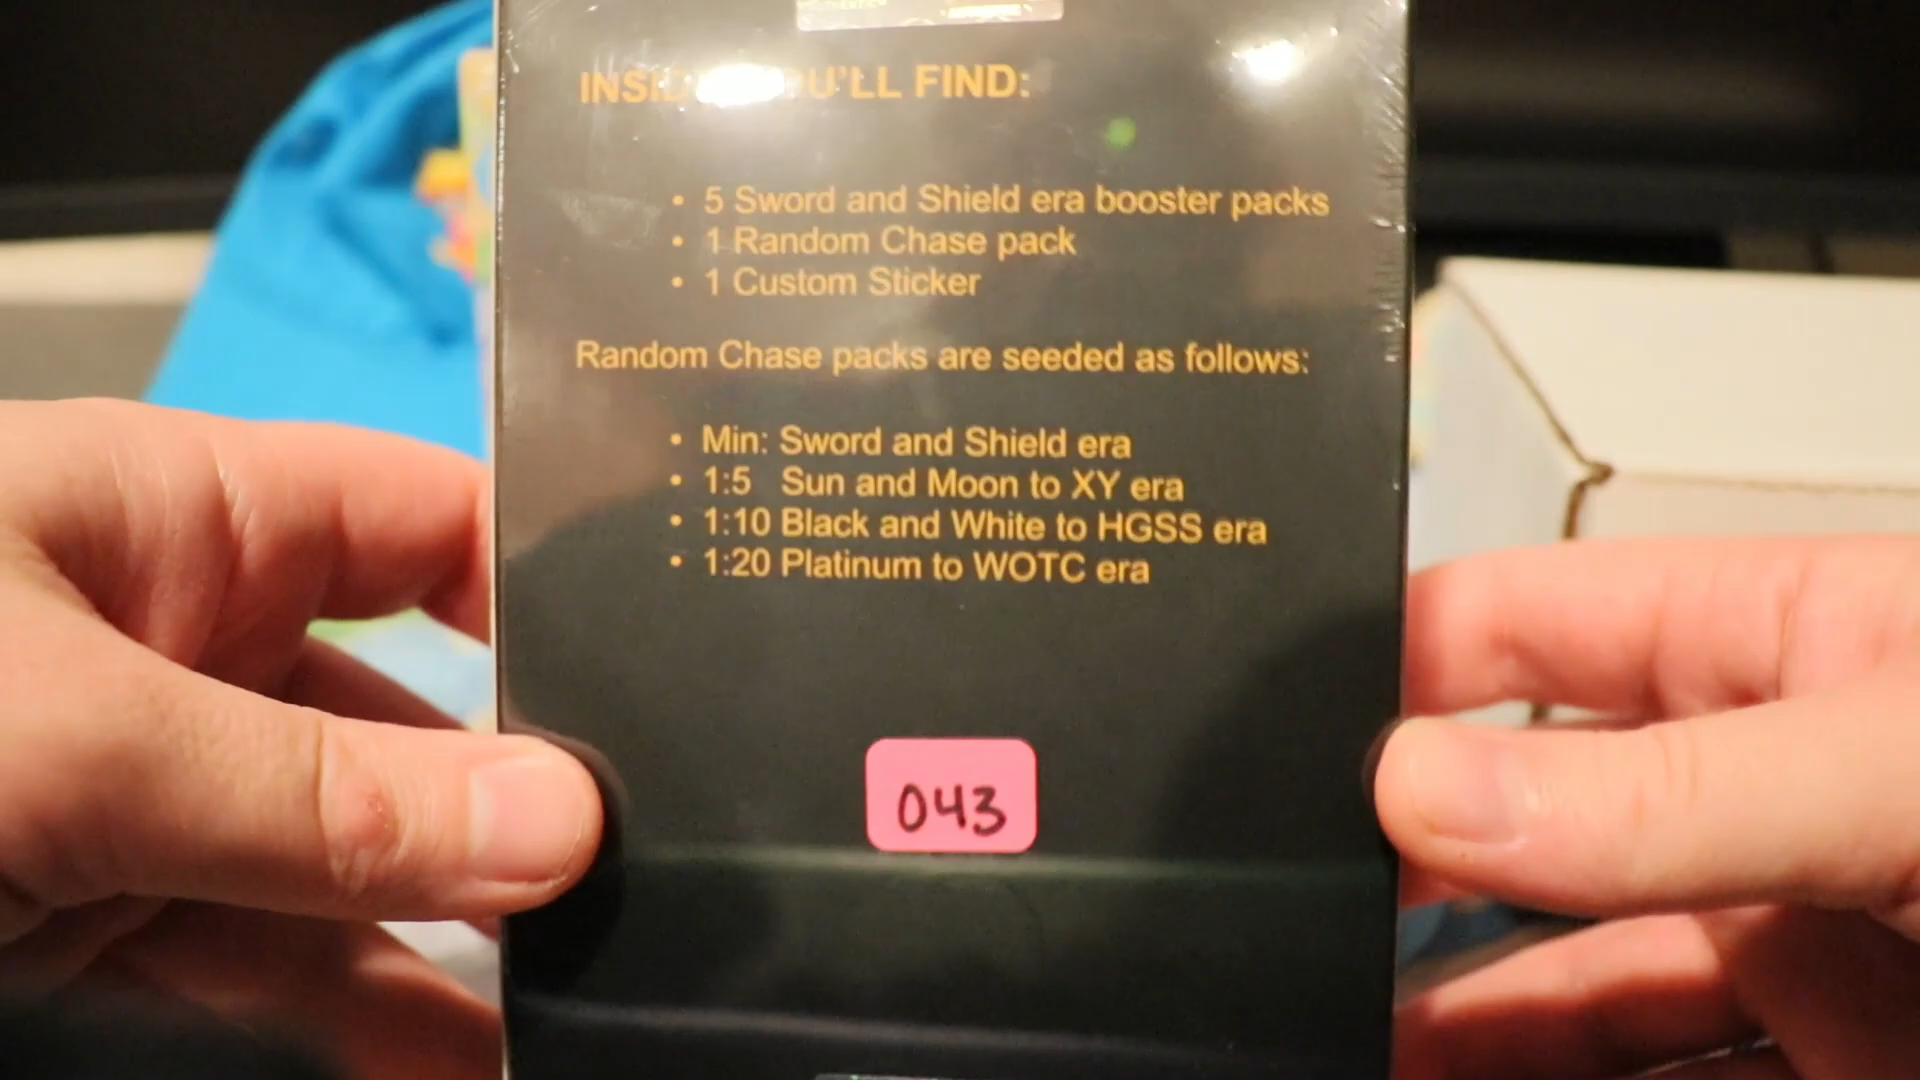 YOU'LL FIND:
• 5 Sword and Shield era booster packs
• 1 Random Chase pack
• 1 Custom Sticker
Random Chase packs are seeded as follows:
• Min: Sword and Shield era
• 1:5 Sun and Moon to XY era
• 1:10 Black and White to HGSS era
• 1:20 Platinum to WOTC era
043